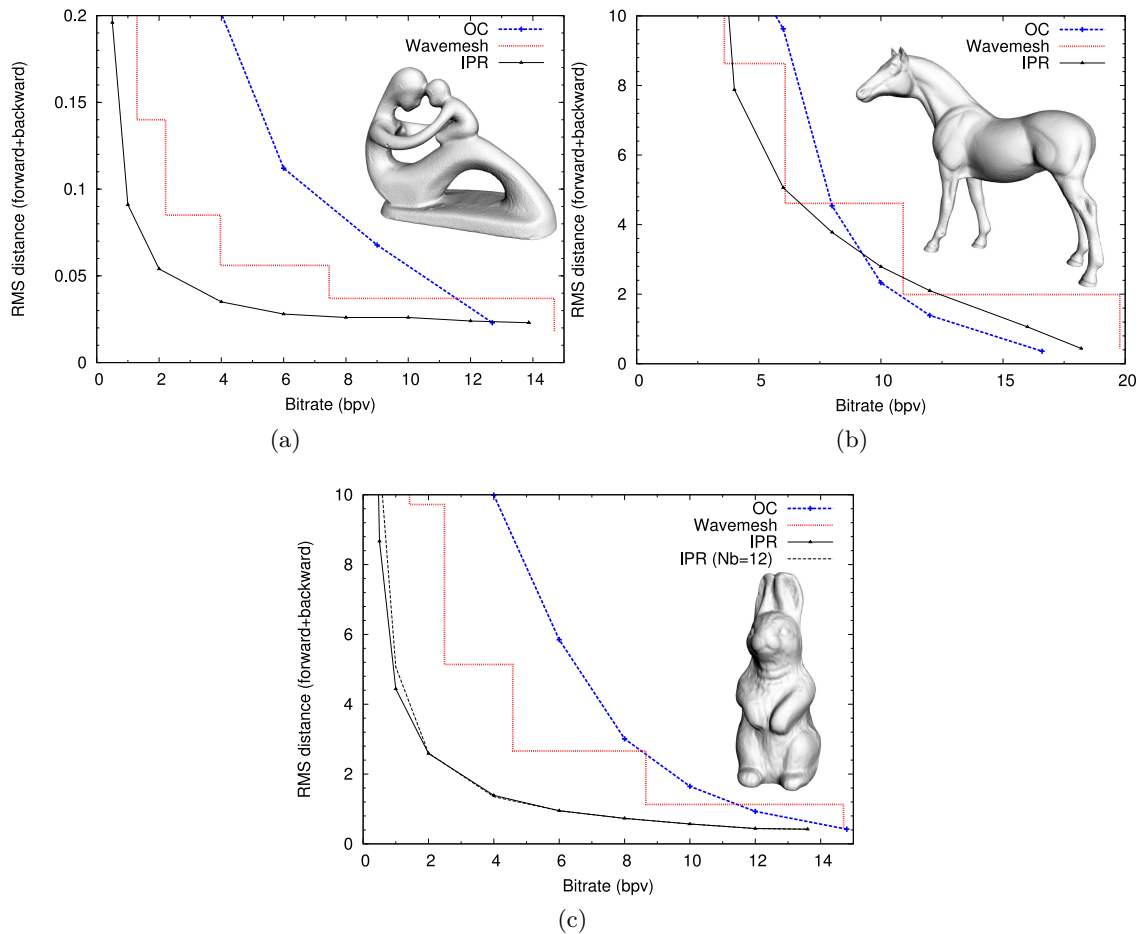 OC
Wavemesh
IPR
0.2
0.15
0.1
0.05
0
RMS distance (forward+backward)
0 2 4 6 8 10 12 14
Bitrate (bpv)
(a)
OC
Wavemesh
IPR
10
8
6
4
2
0
RMS distance (forward+backward)
0 5 10 15 20
Bitrate (bpv)
(b)
OC
Wavemesh
IPR
IPR (Nb=12)
10
8
6
4
2
0
RMS distance (forward+backward)
0 2 4 6 8 10 12 14
Bitrate (bpv)
(c)